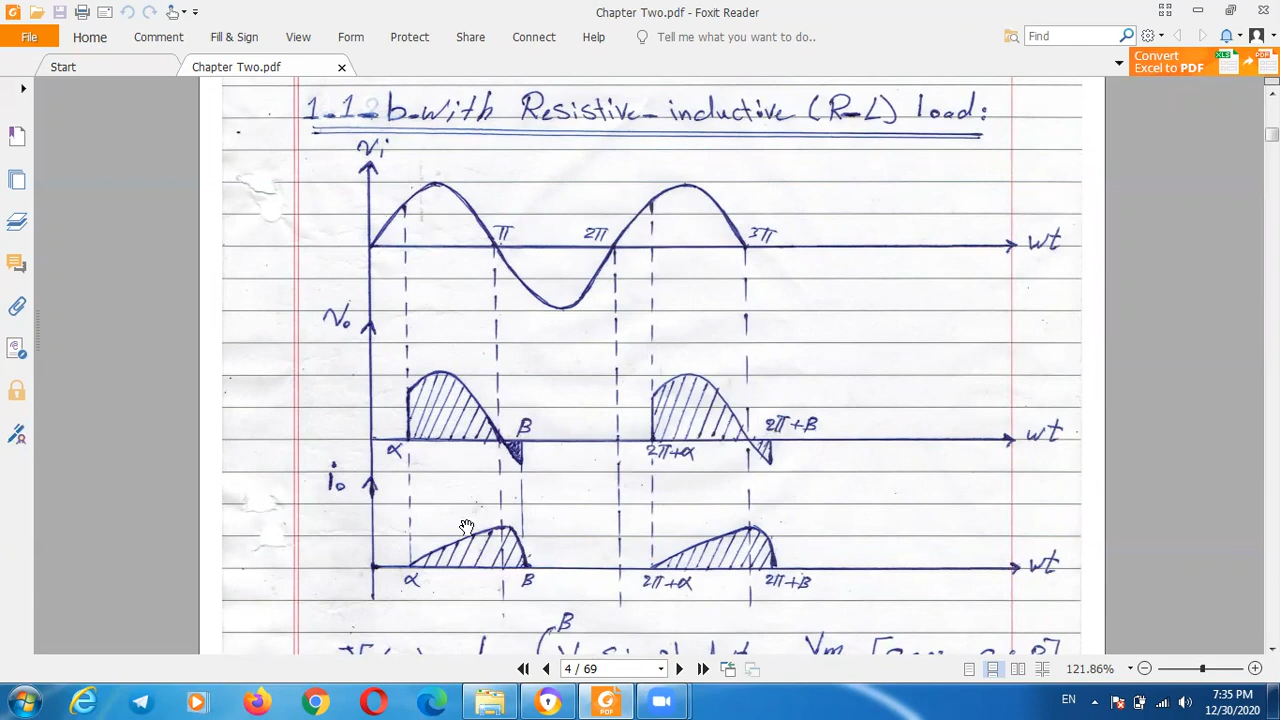 Chapter Two.pdf - Foxit Reader
File Home Comment Fill & Sign View Form Protect Share Connect Help Tell me what you want to do... Find
Start Chapter Two.pdf
Convert
Excel to PDF
1-1-b-with Resistive-inductive (R-L) load:
Vi
π 2π 3π
wt
Vo
β 2π+β
wt
α 2π+α
io
wt
α β 2π+α 2π+β
β
4 / 69
121.86%
EN
7:35 PM
12/30/2020